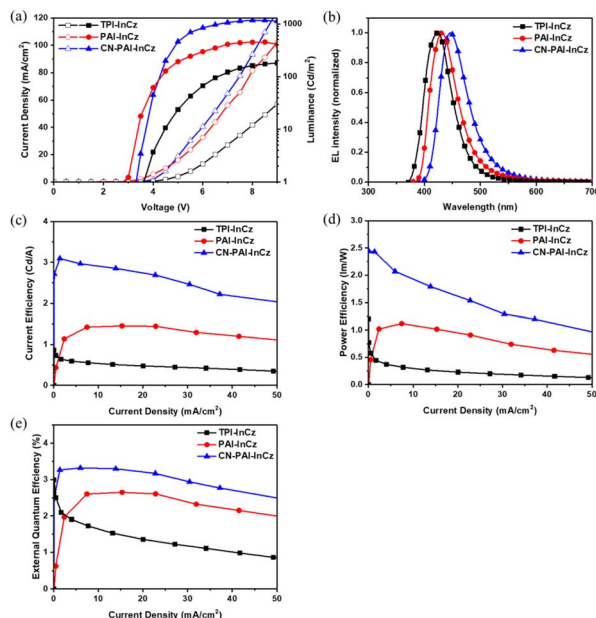 (a)
TPI-InCz
PAI-InCz
CN-PAI-InCz
Current Density (mA/cm²)
120
100
80
60
40
20
0
1000
100
10
1
Luminance (Cd/m²)
0 2 4 6 8
Voltage (V)
(b)
TPI-InCz
PAI-InCz
CN-PAI-InCz
EL intensity (normalized)
1.0
0.8
0.6
0.4
0.2
0.0
300 400 500 600 700
Wavelength (nm)
(c)
TPI-InCz
PAI-InCz
CN-PAI-InCz
Current Efficiency (Cd/A)
4
3
2
1
0
0 10 20 30 40 50
Current Density (mA/cm²)
(d)
TPI-InCz
PAI-InCz
CN-PAI-InCz
Power Efficiency (lm/W)
3.5
3.0
2.5
2.0
1.5
1.0
0.5
0.0
0 10 20 30 40 50
Current Density (mA/cm²)
(e)
TPI-InCz
PAI-InCz
CN-PAI-InCz
External Quantum Effciency (%)
5
4
3
2
1
0
0 10 20 30 40 50
Current Density (mA/cm²)